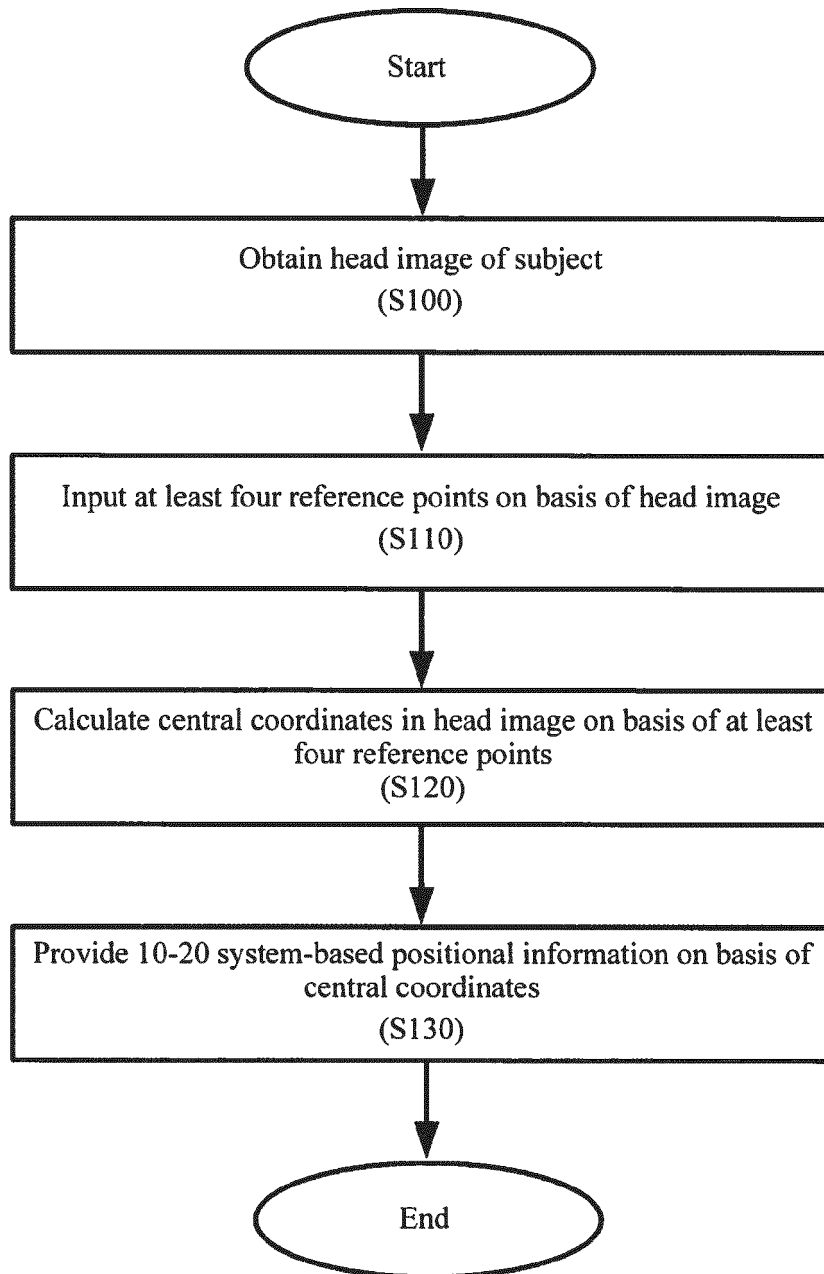 Start
Obtain head image of subject
(S100)
Input at least four reference points on basis of head image
(S110)
Calculate central coordinates in head image on basis of at least
four reference points
(S120)
Provide 10-20 system-based positional information on basis of
central coordinates
(S130)
End